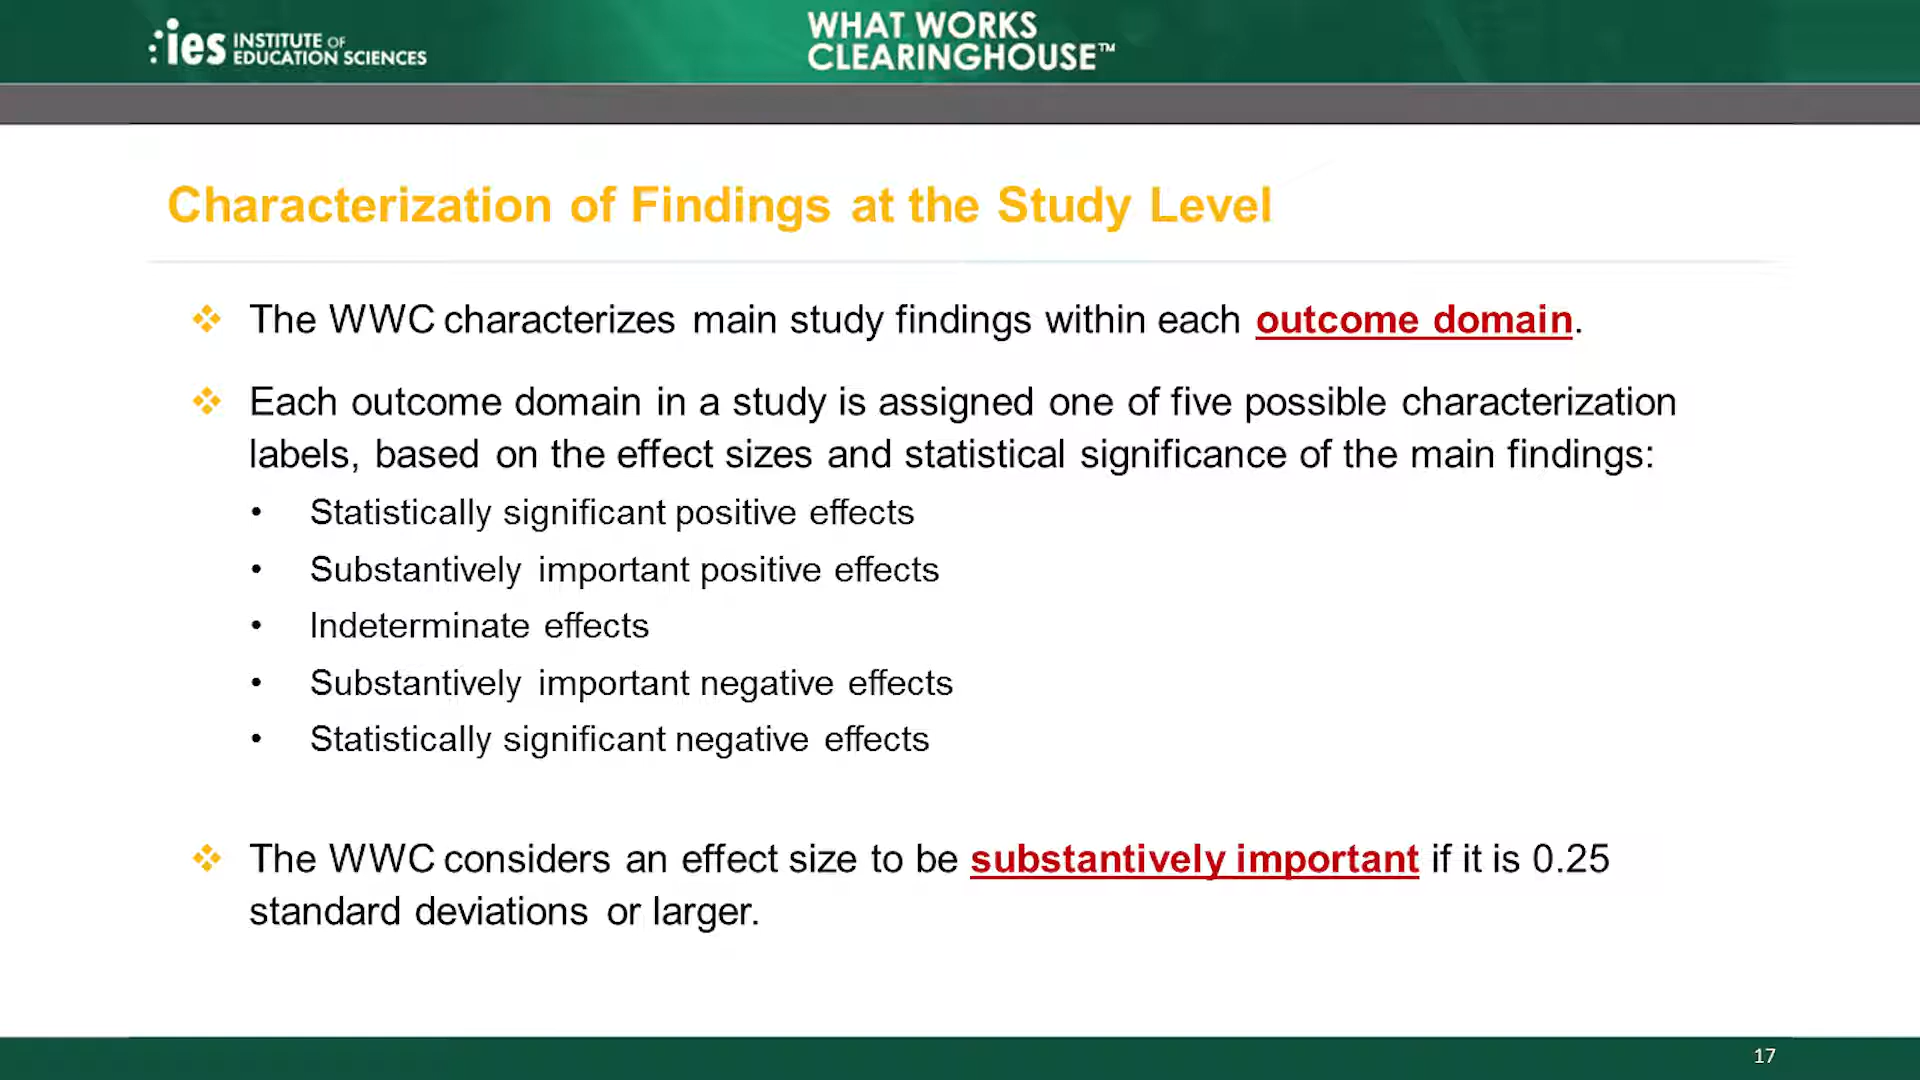 ies INSTITUTE OF
EDUCATION SCIENCES
WHAT WORKS
CLEARINGHOUSE™
Characterization of Findings at the Study Level
❖ The WWC characterizes main study findings within each outcome domain.
❖ Each outcome domain in a study is assigned one of five possible characterization
labels, based on the effect sizes and statistical significance of the main findings:
• Statistically significant positive effects
• Substantively important positive effects
• Indeterminate effects
• Substantively important negative effects
• Statistically significant negative effects
❖ The WWC considers an effect size to be substantively important if it is 0.25
standard deviations or larger.
17